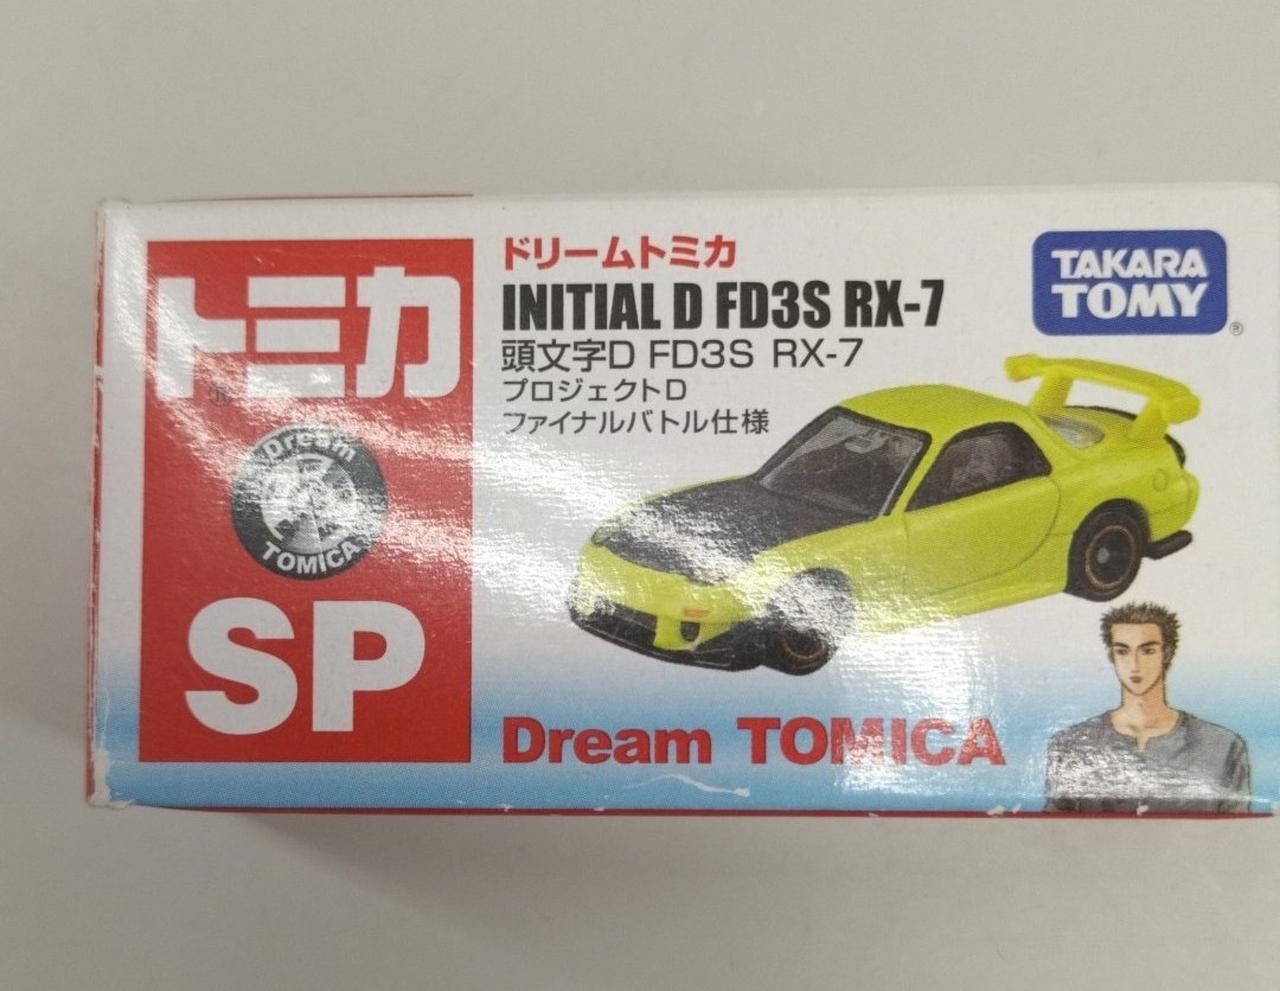 トミカ
®
Dream
TOMICA
SP
ドリームトミカ
INITIAL D FD3S RX-7
頭文字D FD3S RX-7
プロジェクトD
ファイナルバトル仕様
TAKARA
TOMY
®
Dream TOMICA